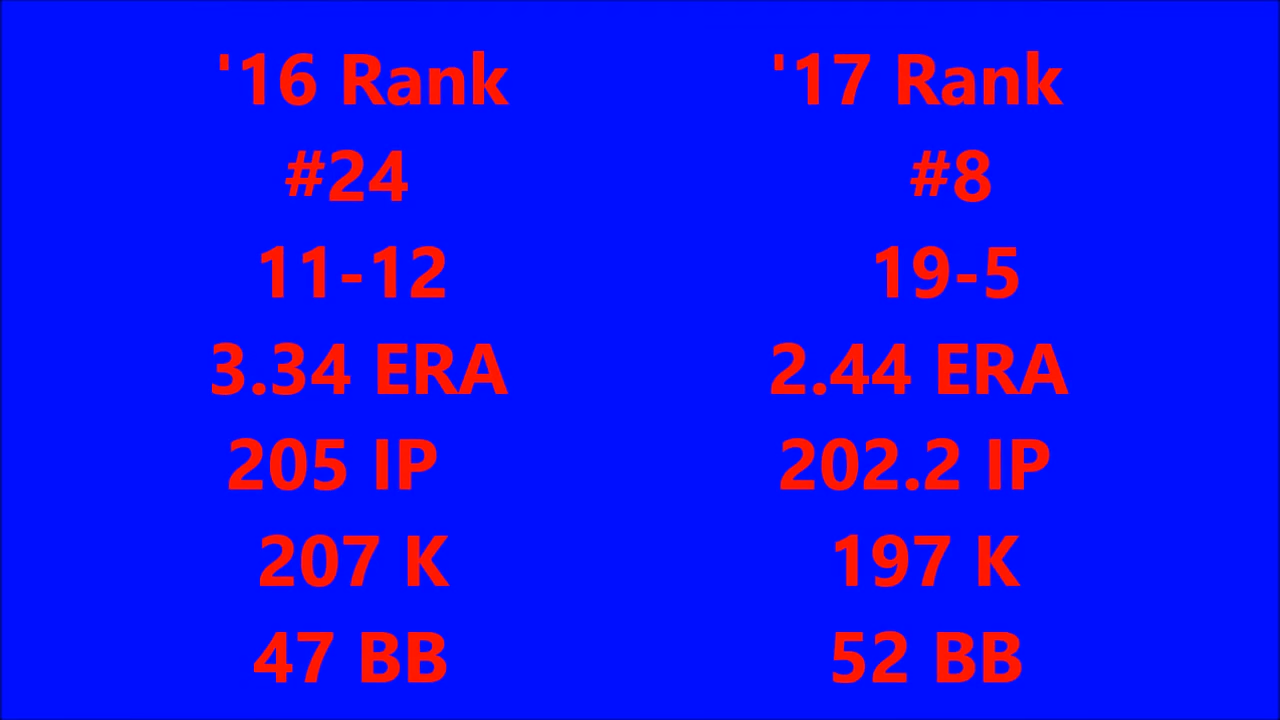 '16 Rank '17 Rank
#24 #8
11-12 19-5
3.34 ERA 2.44 ERA
205 IP 202.2 IP
207 K 197 K
47 BB 52 BB